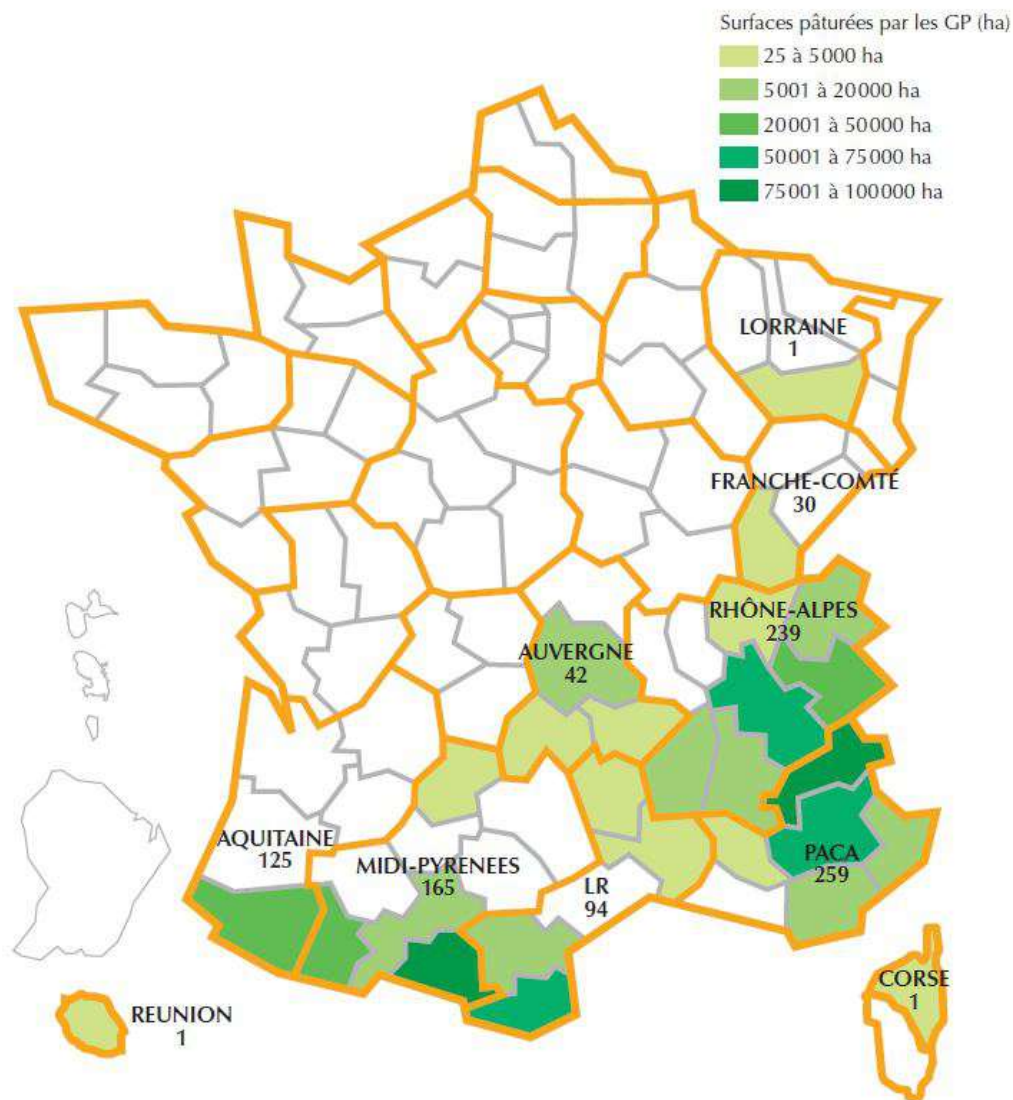 Surfaces pâturées par les GP (ha)
25 à 5000 ha
5001 à 20000 ha
20001 à 50000 ha
50001 à 75000 ha
75001 à 100000 ha
LORRAINE
1
FRANCHE-COMTÉ
30
RHÔNE-ALPES
239
AUVERGNE
42
AQUITAINE
125
MIDI-PYRENEES
165
LR
94
PACA
259
CORSE
1
REUNION
1